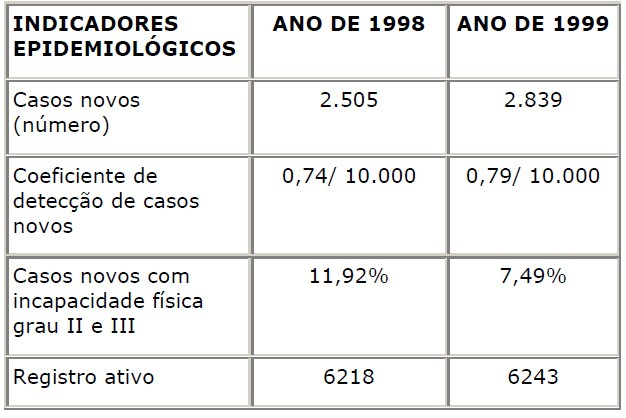 INDICADORES EPIDEMIOLÓGICOS ANO DE 1998 ANO DE 1999
Casos novos (número) 2.505 2.839
Coeficiente de detecção de casos novos 0,74/ 10.000 0,79/ 10.000
Casos novos com incapacidade física grau II e III 11,92% 7,49%
Registro ativo 6218 6243